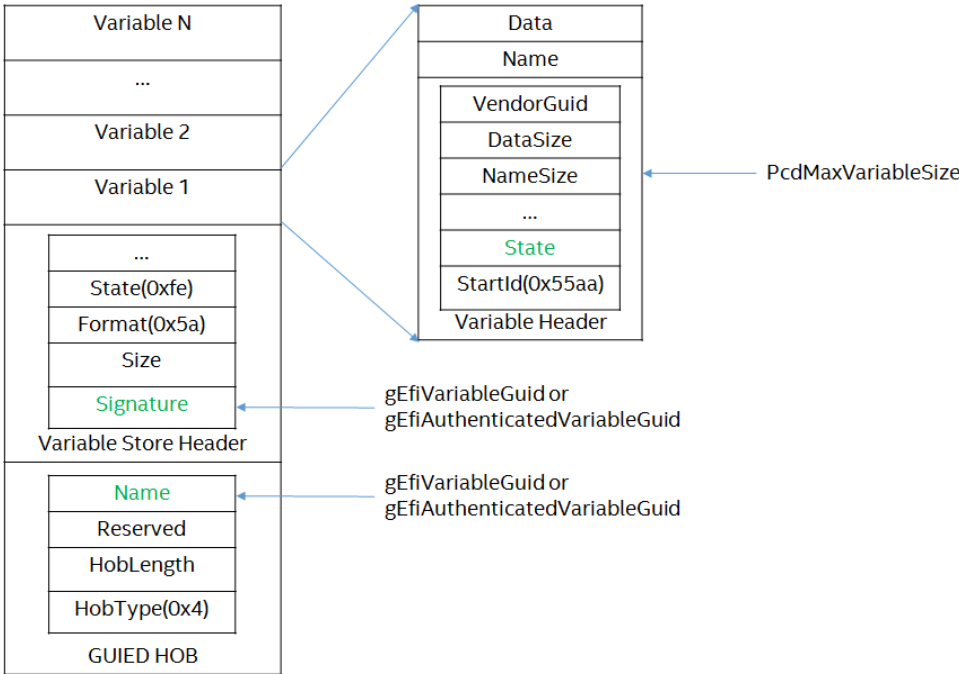 Variable N
...
Variable 2
Variable 1
...
State(0xfe)
Format(0x5a)
Size
Signature
Variable Store Header
Name
Reserved
HobLength
HobType(0x4)
GUIED HOB
Data
Name
VendorGuid
DataSize
NameSize
...
State
StartId(0x55aa)
Variable Header
PcdMaxVariableSize
gEfiVariableGuid or
gEfiAuthenticatedVariableGuid
gEfiVariableGuid or
gEfiAuthenticatedVariableGuid